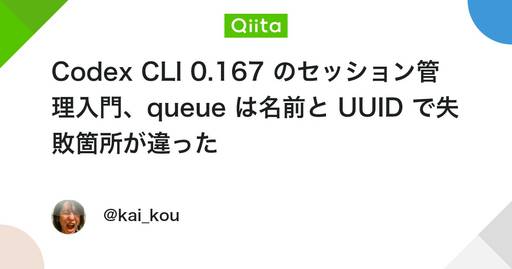 Qiita
Codex CLI 0.167 のセッション管
理入門、queue は名前と UUID で失
敗箇所が違った
@kai_kou